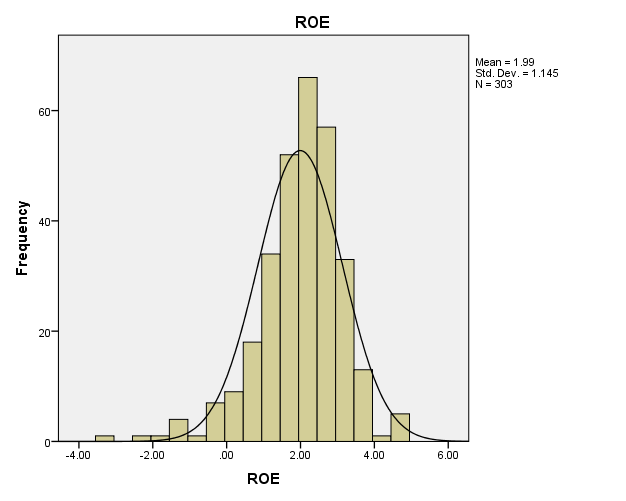 ROE
Mean = 1.99
Std. Dev. = 1.145
N = 303
Frequency
60
40
20
0
-4.00
-2.00
.00
2.00
4.00
6.00
ROE